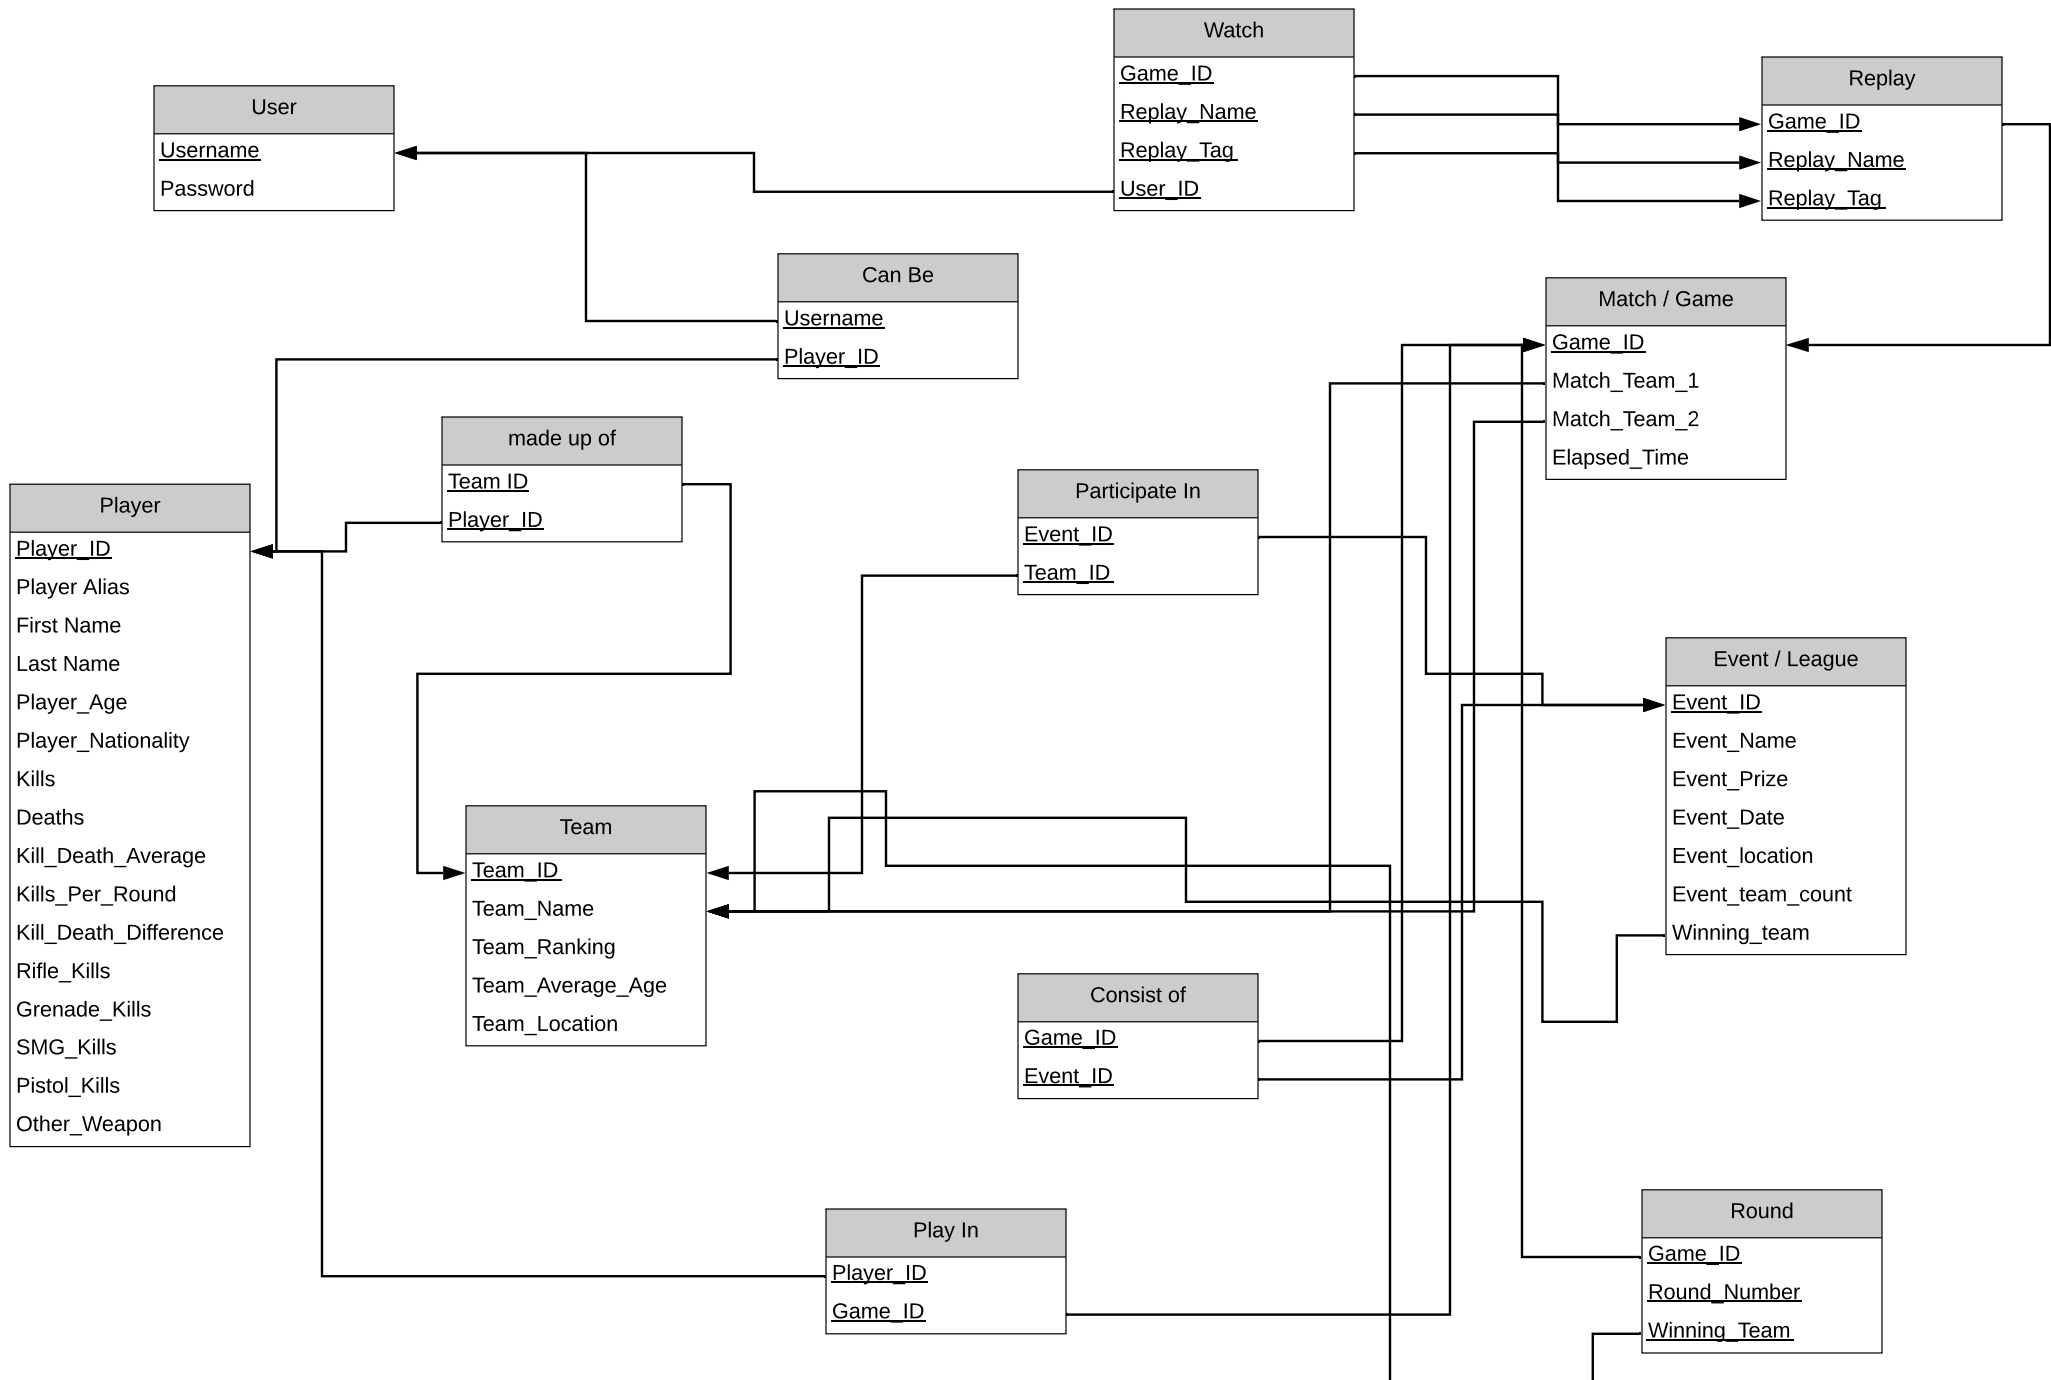 Watch
Game_ID
Replay_Name
Replay_Tag
User_ID
Replay
Game_ID
Replay_Name
Replay_Tag
User
Username
Password
Can Be
Username
Player_ID
Match / Game
Game_ID
Match_Team_1
Match_Team_2
Elapsed_Time
made up of
Team ID
Player_ID
Participate In
Event_ID
Team_ID
Player
Player_ID
Player Alias
First Name
Last Name
Player_Age
Player_Nationality
Kills
Deaths
Kill_Death_Average
Kills_Per_Round
Kill_Death_Difference
Rifle_Kills
Grenade_Kills
SMG_Kills
Pistol_Kills
Other_Weapon
Event / League
Event_ID
Event_Name
Event_Prize
Event_Date
Event_location
Event_team_count
Winning_team
Team
Team_ID
Team_Name
Team_Ranking
Team_Average_Age
Team_Location
Consist of
Game_ID
Event_ID
Play In
Player_ID
Game_ID
Round
Game_ID
Round_Number
Winning_Team